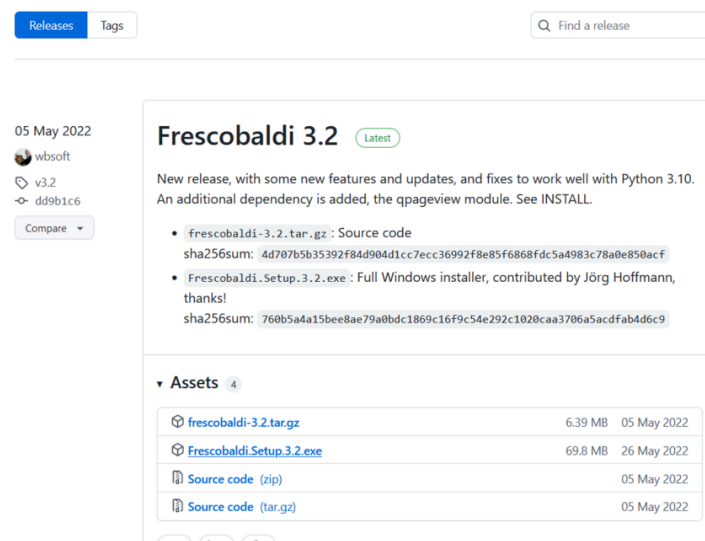 Releases Tags Find a release
05 May 2022
wbsoft
v3.2
dd9b1c6
Compare
Frescobaldi 3.2 Latest
New release, with some new features and updates, and fixes to work well with Python 3.10.
An additional dependency is added, the qpageview module. See INSTALL.
• frescobaldi-3.2.tar.gz : Source code
sha256sum: 4d707b5b35392f84d904d1cc7ecc36992f8e85f6868fdc5a4983c78a0e850acf
• Frescobaldi.Setup.3.2.exe : Full Windows installer, contributed by Jörg Hoffmann,
thanks!
sha256sum: 760b5a4a15bee8ae79a0bdc1869c16f9c54e292c1020caa3706a5acdfab4d6c9
Assets 4
frescobaldi-3.2.tar.gz 6.39 MB 05 May 2022
Frescobaldi.Setup.3.2.exe 69.8 MB 26 May 2022
Source code (zip) 05 May 2022
Source code (tar.gz) 05 May 2022